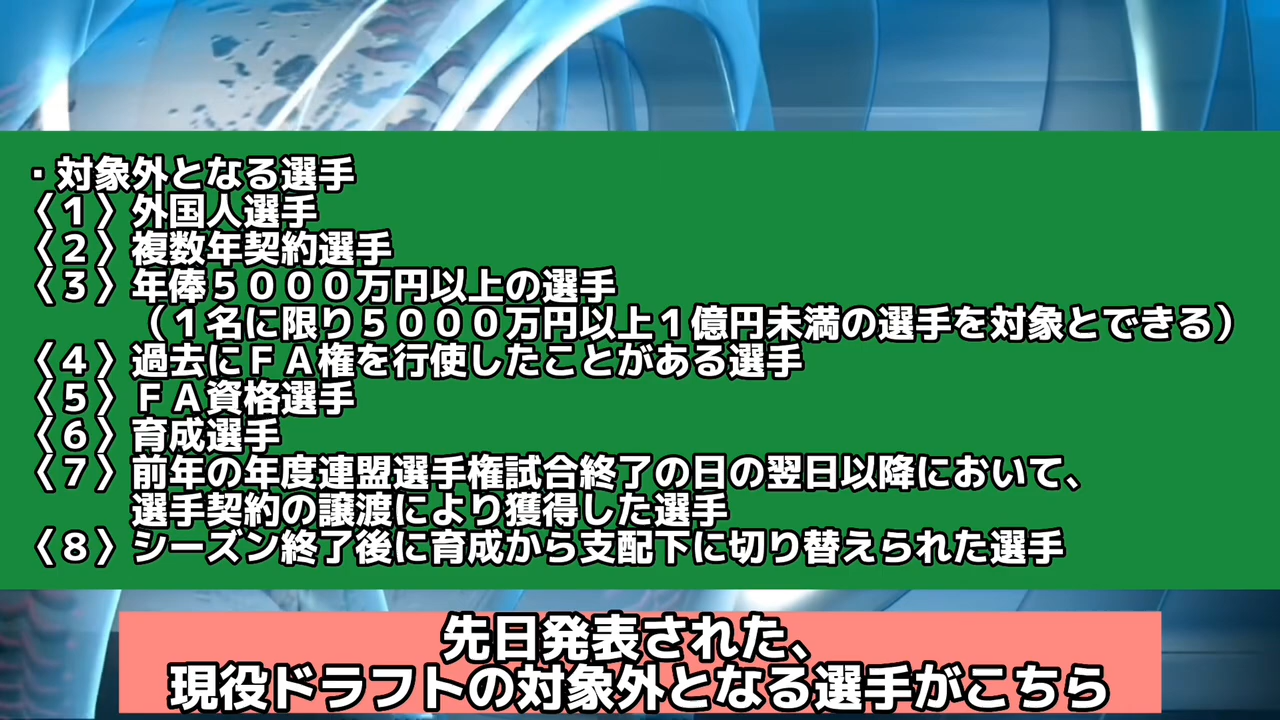 ・対象外となる選手
〈１〉外国人選手
〈２〉複数年契約選手
〈３〉年俸５０００万円以上の選手
（１名に限り５０００万円以上１億円未満の選手を対象とできる）
〈４〉過去にＦＡ権を行使したことがある選手
〈５〉ＦＡ資格選手
〈６〉育成選手
〈７〉前年の年度連盟選手権試合終了の日の翌日以降において、
選手契約の譲渡により獲得した選手
〈８〉シーズン終了後に育成から支配下に切り替えられた選手
先日発表された、
現役ドラフトの対象外となる選手がこちら